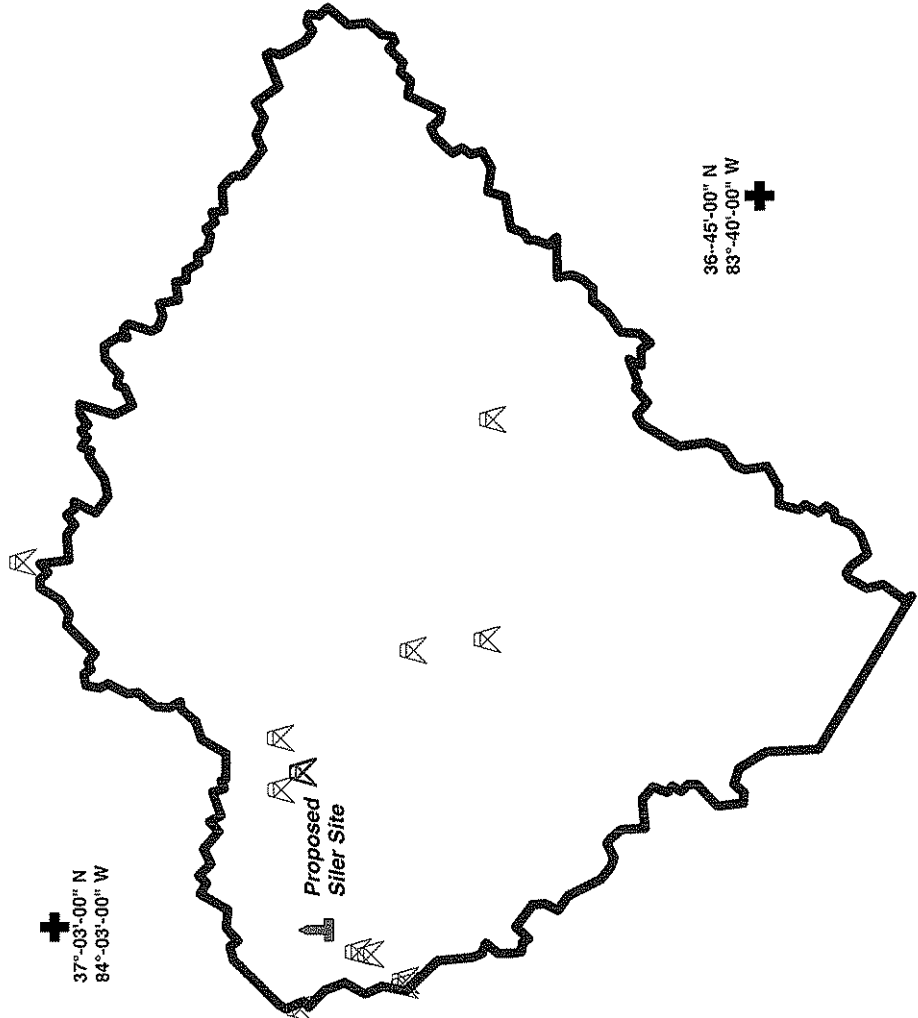 37°-03'-00" N
84°-03'-00" W
Proposed
Siler Site
36--45'-00" N
83°-40'-00" W